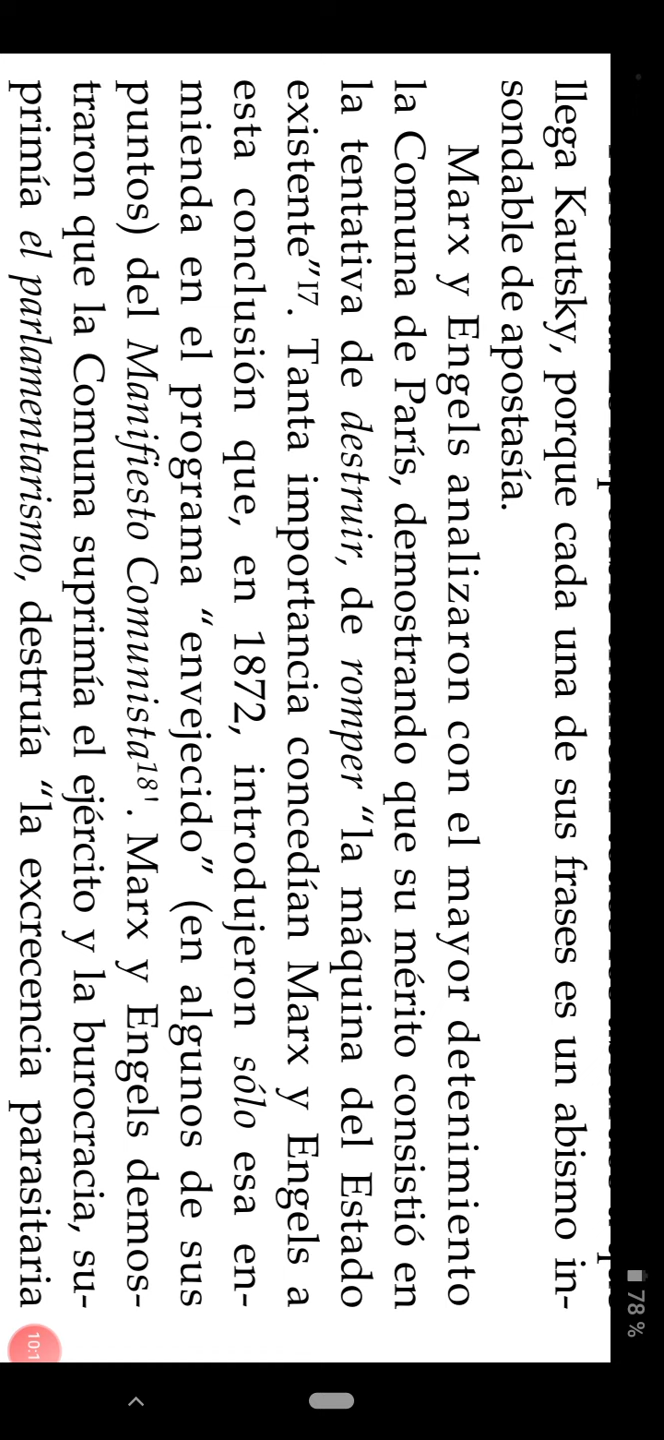 llega Kautsky, porque cada una de sus frases es un abismo in-
sondable de apostasía.
Marx y Engels analizaron con el mayor detenimiento
la Comuna de París, demostrando que su mérito consistió en
la tentativa de destruir, de romper “la máquina del Estado
existente”17. Tanta importancia concedían Marx y Engels a
esta conclusión que, en 1872, introdujeron sólo esa en-
mienda en el programa “envejecido” (en algunos de sus
puntos) del Manifiesto Comunista18'. Marx y Engels demos-
traron que la Comuna suprimía el ejército y la burocracia, su-
primía el parlamentarismo, destruía “la excrecencia parasitaria
78 %
10:1